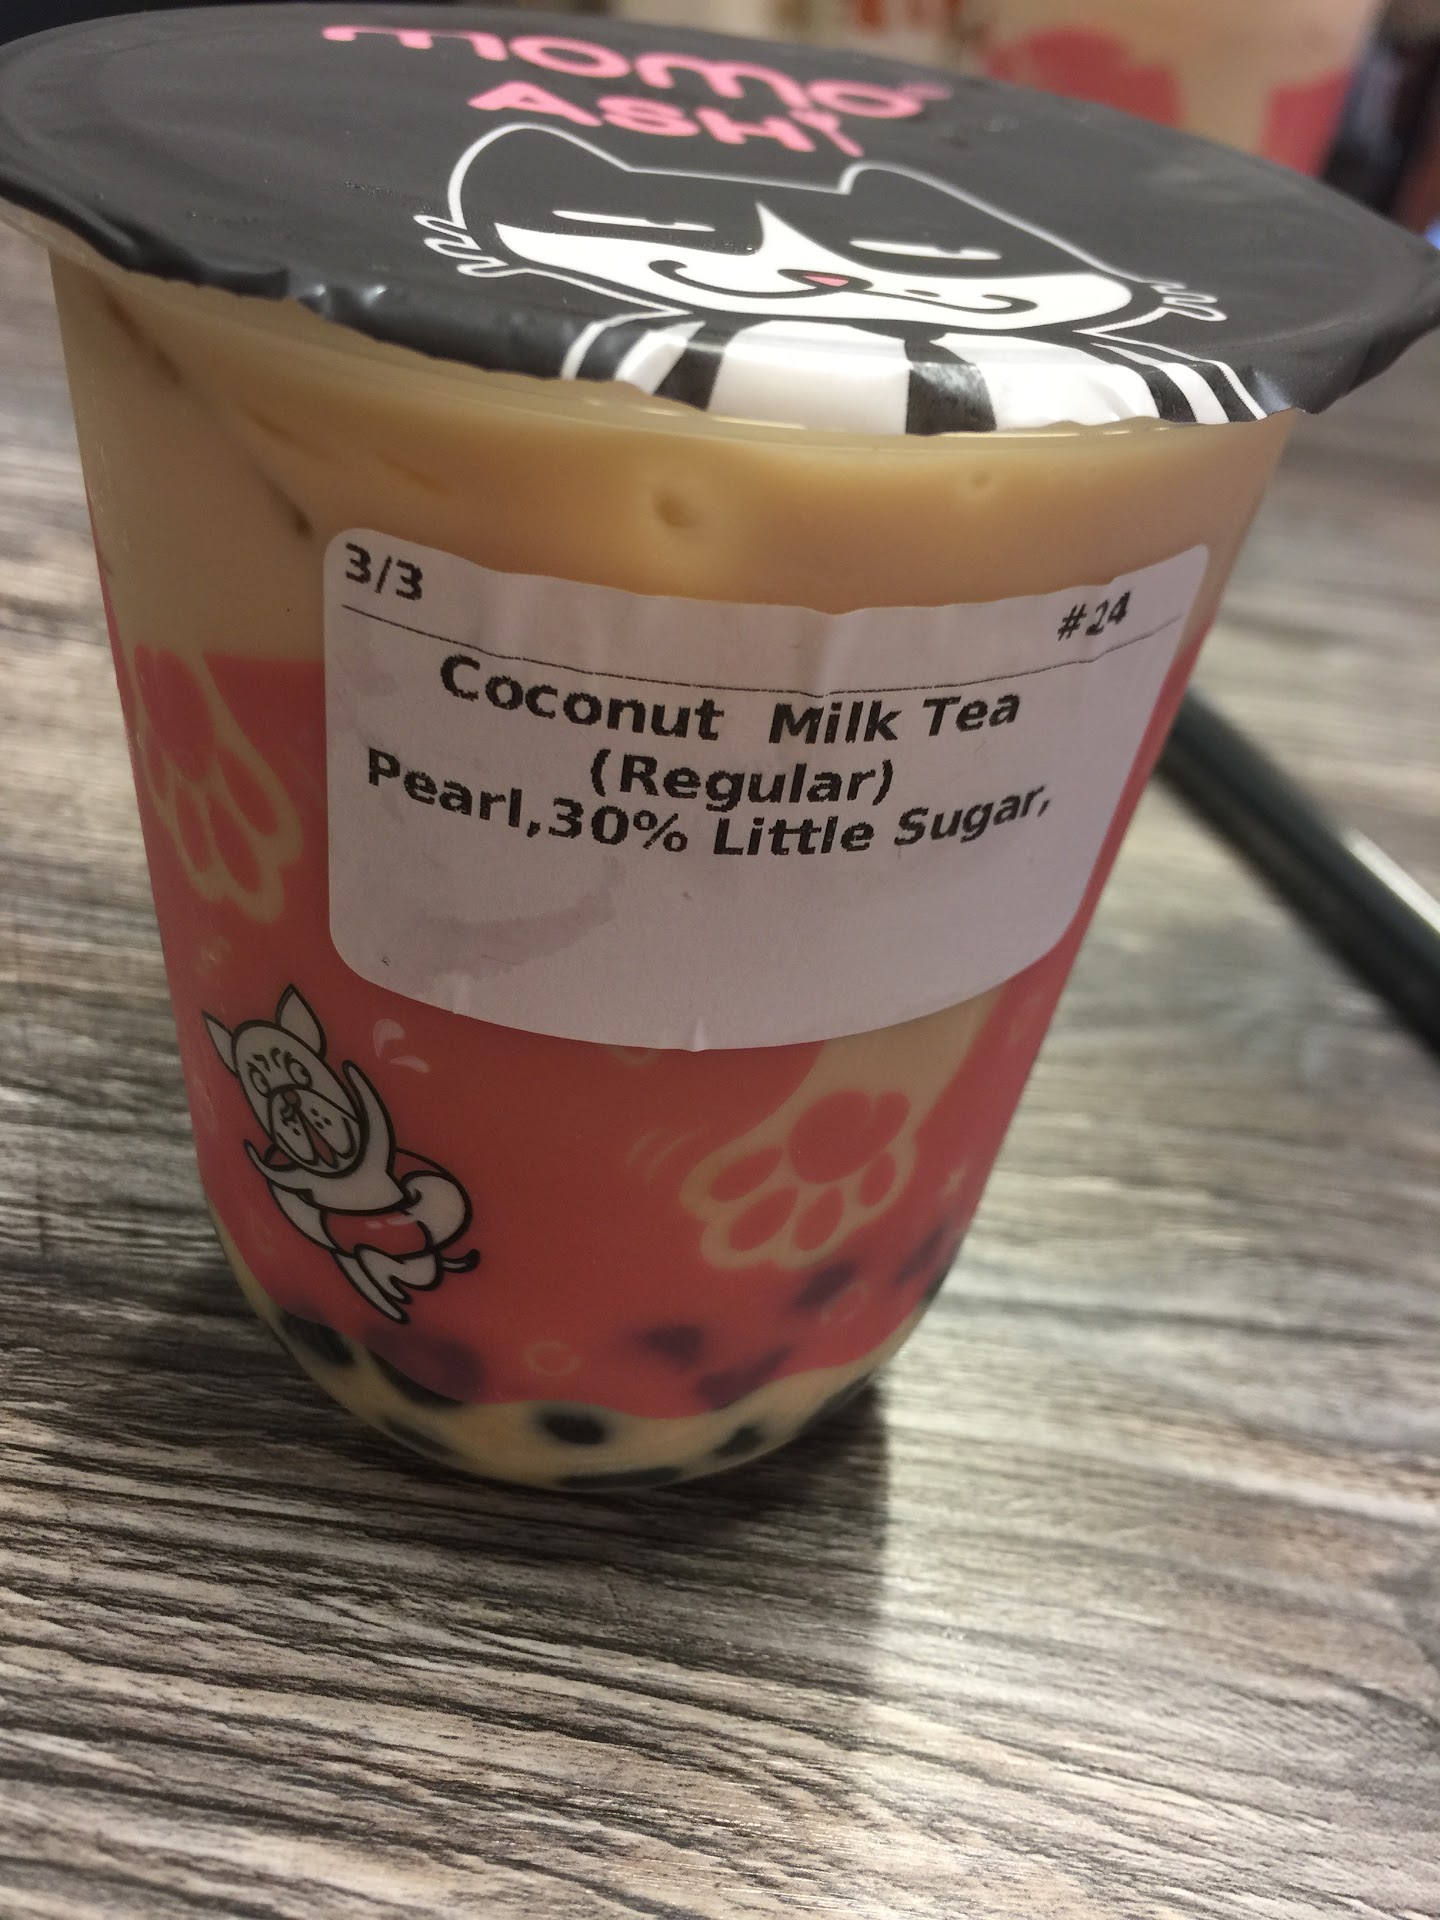 momo
ASHi
3/3 #24
Coconut Milk Tea
(Regular)
Pearl,30% Little Sugar,